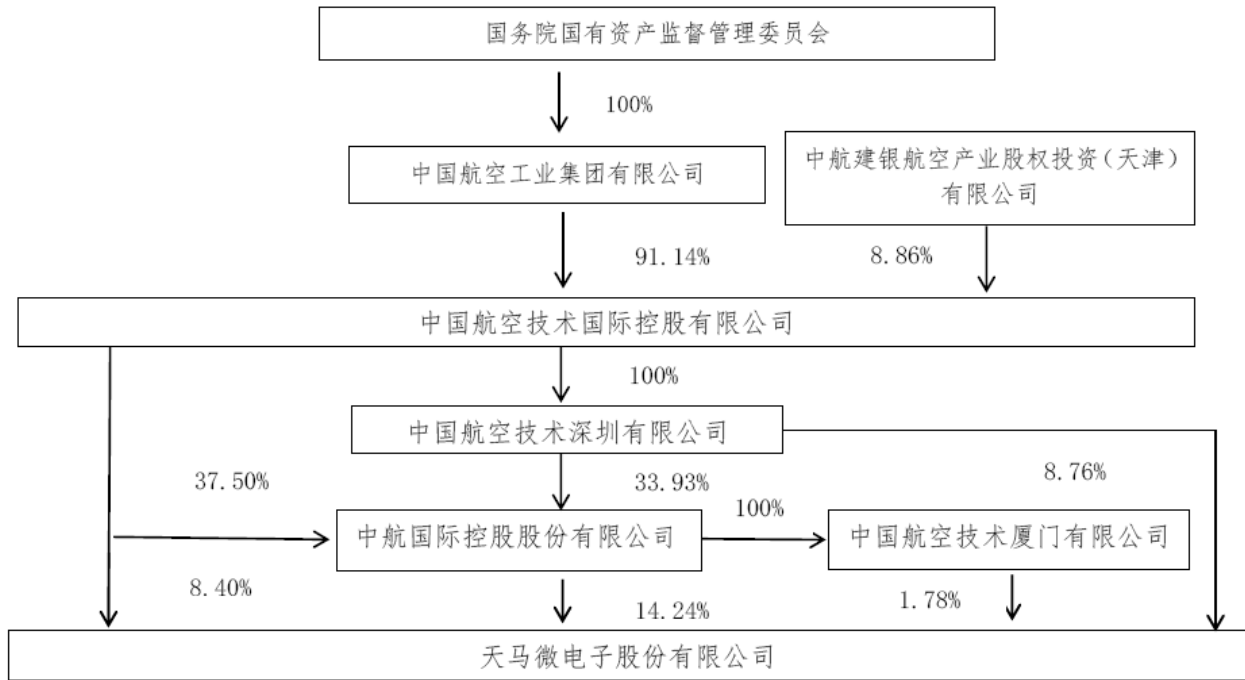 国务院国有资产监督管理委员会
100%
中国航空工业集团有限公司
中航建银航空产业股权投资（天津）
有限公司
91.14%
8.86%
中国航空技术国际控股有限公司
100%
中国航空技术深圳有限公司
37.50%
33.93%
8.76%
100%
中航国际控股股份有限公司
中国航空技术厦门有限公司
8.40%
14.24%
1.78%
天马微电子股份有限公司